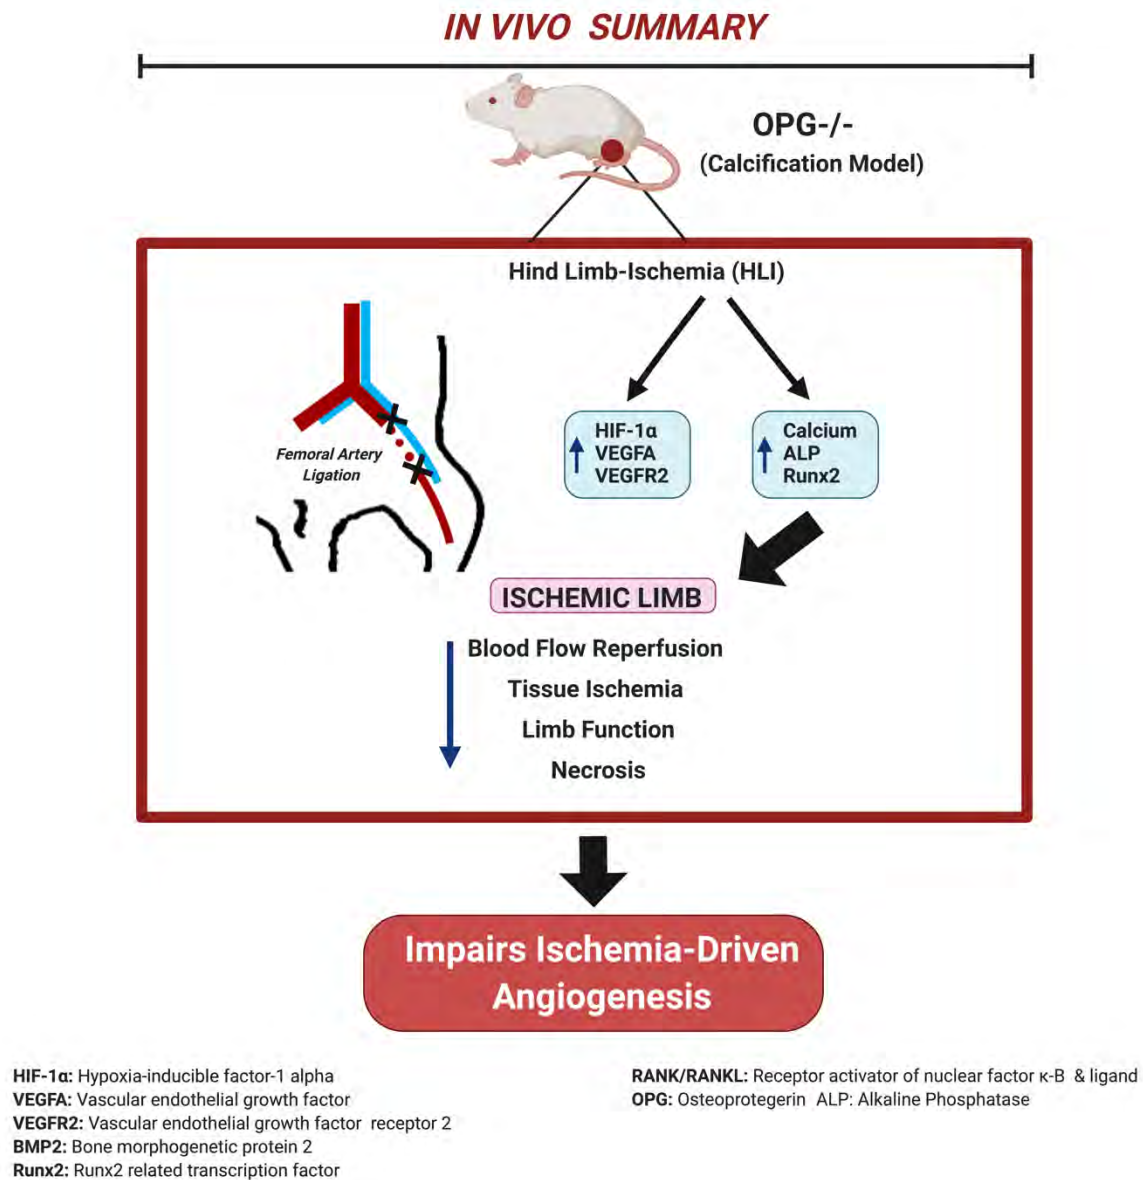 IN VIVO SUMMARY
OPG-/-
(Calcification Model)
Hind Limb-Ischemia (HLI)
Femoral Artery
Ligation
HIF-1α
VEGFA
VEGFR2
Calcium
ALP
Runx2
ISCHEMIC LIMB
Blood Flow Reperfusion
Tissue Ischemia
Limb Function
Necrosis
Impairs Ischemia-Driven
Angiogenesis
HIF-1α: Hypoxia-inducible factor-1 alpha
VEGFA: Vascular endothelial growth factor
VEGFR2: Vascular endothelial growth factor receptor 2
BMP2: Bone morphogenetic protein 2
Runx2: Runx2 related transcription factor
RANK/RANKL: Receptor activator of nuclear factor κ-B & ligand
OPG: Osteoprotegerin ALP: Alkaline Phosphatase